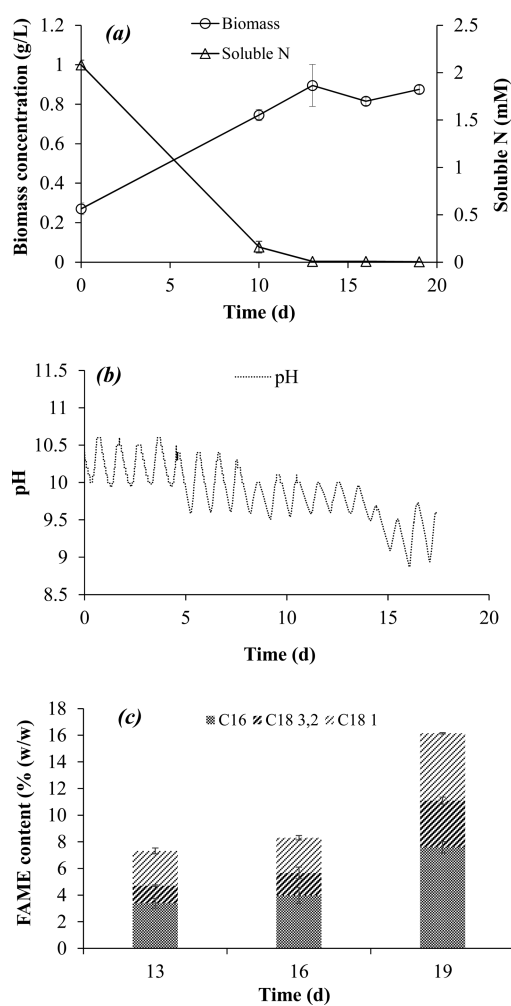 (a)
Biomass
Soluble N
Biomass concentration (g/L)
1.2
1
0.8
0.6
0.4
0.2
0
Soluble N (mM)
2.5
2
1.5
1
0.5
0
0 5 10 15 20
Time (d)
(b)
pH
pH
11.5
11
10.5
10
9.5
9
8.5
0 5 10 15 20
Time (d)
(c)
C16 C18 3,2 C18 1
FAME content (% (w/w)
18
16
14
12
10
8
6
4
2
0
13 16 19
Time (d)